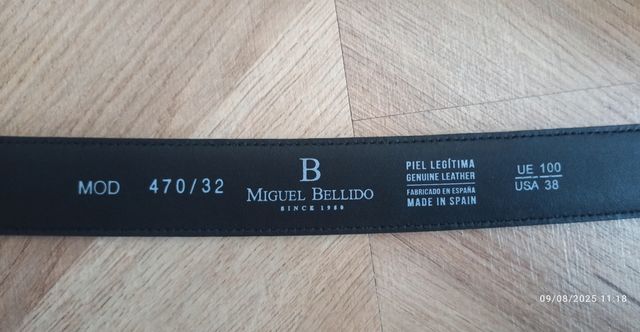 MOD 470/32
B
MIGUEL BELLIDO
SINCE 1980
PIEL LEGÍTIMA
GENUINE LEATHER
FABRICADO EN ESPAÑA
MADE IN SPAIN
UE 100
USA 38
09/08/2025 11:18